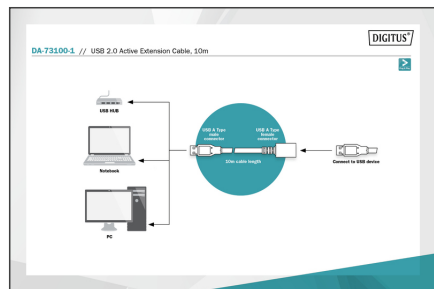 DIGITUS®
DA-73100-1 // USB 2.0 Active Extension Cable, 10m
USB HUB
USB A Type
male
connector
USB A Type
female
connector
10m cable length
Notebook
Connect to USB device
PC